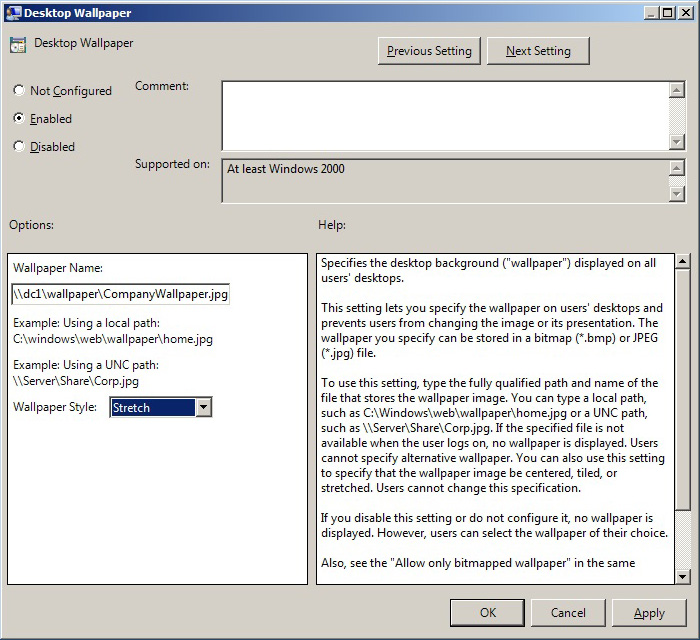 Desktop Wallpaper
Desktop Wallpaper
Previous Setting
Next Setting
Not Configured
Comment:
Enabled
Disabled
Supported on:
At least Windows 2000
Options:
Help:
Wallpaper Name:
\\dc1\wallpaper\CompanyWallpaper.jpg
Example: Using a local path:
C:\windows\web\wallpaper\home.jpg
Example: Using a UNC path:
\\Server\Share\Corp.jpg
Wallpaper Style:
Stretch
Specifies the desktop background ("wallpaper") displayed on all
users' desktops.
This setting lets you specify the wallpaper on users' desktops and
prevents users from changing the image or its presentation. The
wallpaper you specify can be stored in a bitmap (*.bmp) or JPEG
(*.jpg) file.
To use this setting, type the fully qualified path and name of the
file that stores the wallpaper image. You can type a local path,
such as C:\Windows\web\wallpaper\home.jpg or a UNC path,
such as \\Server\Share\Corp.jpg. If the specified file is not
available when the user logs on, no wallpaper is displayed. Users
cannot specify alternative wallpaper. You can also use this setting
to specify that the wallpaper image be centered, tiled, or
stretched. Users cannot change this specification.
If you disable this setting or do not configure it, no wallpaper is
displayed. However, users can select the wallpaper of their choice.
Also, see the "Allow only bitmapped wallpaper" in the same
OK
Cancel
Apply